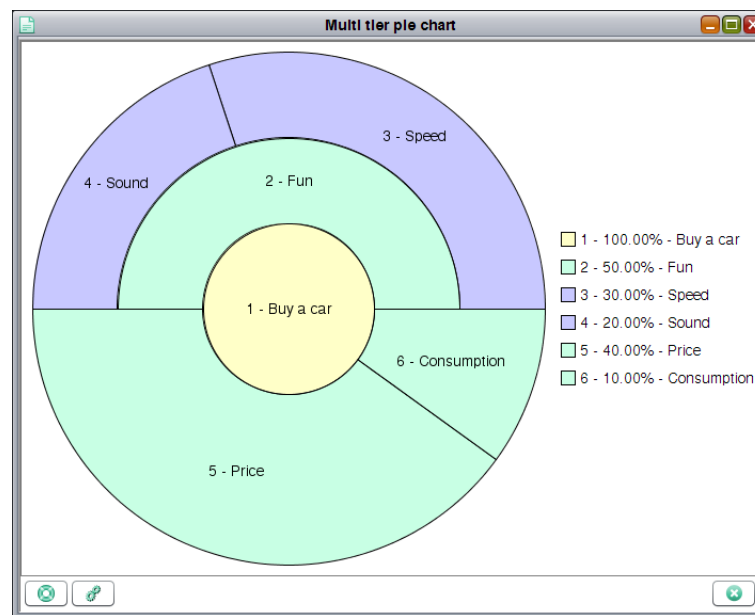 Multi tier pie chart
3 - Speed
4 - Sound
2 - Fun
1 - Buy a car
6 - Consumption
5 - Price
1 - 100.00% - Buy a car
2 - 50.00% - Fun
3 - 30.00% - Speed
4 - 20.00% - Sound
5 - 40.00% - Price
6 - 10.00% - Consumption